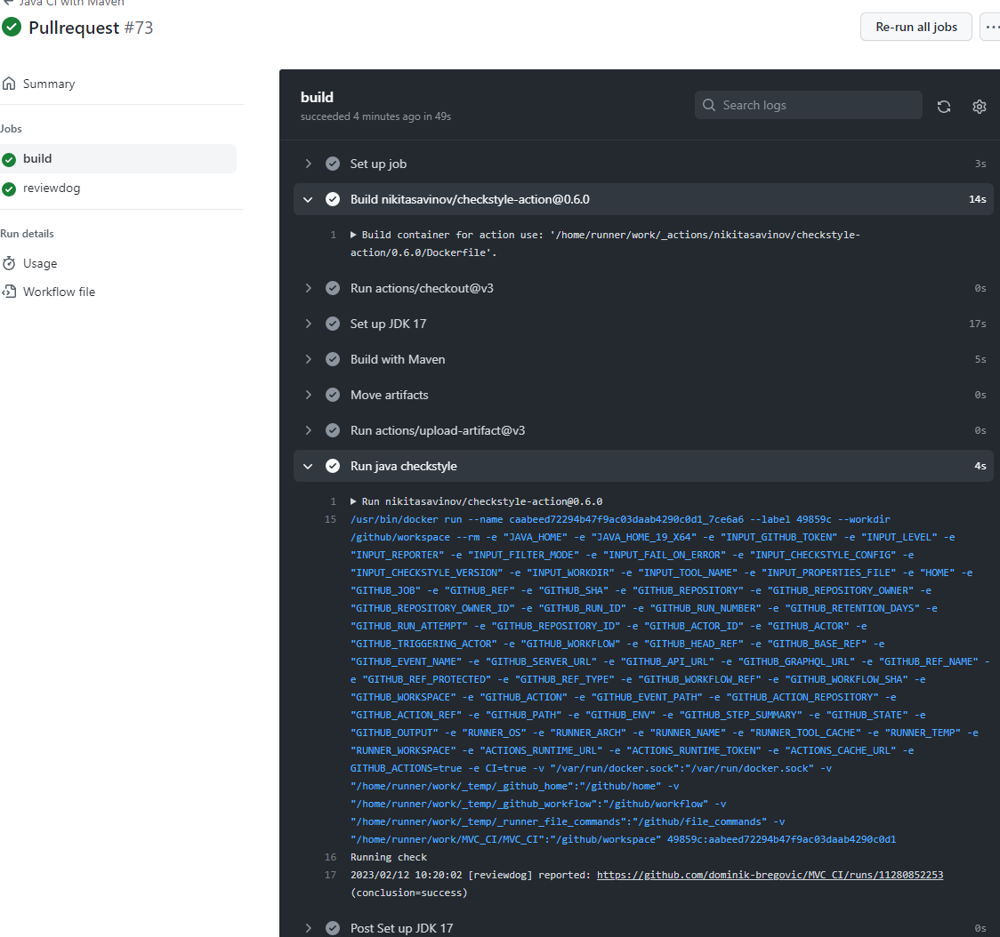 Java CI with Maven
Pullrequest #73
Re-run all jobs
Summary
Jobs
build
reviewdog
Run details
Usage
Workflow file
build
succeeded 4 minutes ago in 49s
Search logs
Set up job 3s
Build nikitasavinov/checkstyle-action@0.6.0 14s
1 ▶ Build container for action use: '/home/runner/work/_actions/nikitasavinov/checkstyle-
action/0.6.0/Dockerfile'.
Run actions/checkout@v3 0s
Set up JDK 17 17s
Build with Maven 5s
Move artifacts 0s
Run actions/upload-artifact@v3 0s
Run java checkstyle 4s
1 ▶ Run nikitasavinov/checkstyle-action@0.6.0
15 /usr/bin/docker run --name caabeed72294b47f9ac03daab4290c0d1_7ce6a6 --label 49859c --workdir
/github/workspace --rm -e "JAVA_HOME" -e "JAVA_HOME_19_X64" -e "INPUT_GITHUB_TOKEN" -e "INPUT_LEVEL" -e
"INPUT_REPORTER" -e "INPUT_FILTER_MODE" -e "INPUT_FAIL_ON_ERROR" -e "INPUT_CHECKSTYLE_CONFIG" -e
"INPUT_CHECKSTYLE_VERSION" -e "INPUT_WORKDIR" -e "INPUT_TOOL_NAME" -e "INPUT_PROPERTIES_FILE" -e "HOME" -e
"GITHUB_JOB" -e "GITHUB_REF" -e "GITHUB_SHA" -e "GITHUB_REPOSITORY" -e "GITHUB_REPOSITORY_OWNER" -e
"GITHUB_REPOSITORY_OWNER_ID" -e "GITHUB_RUN_ID" -e "GITHUB_RUN_NUMBER" -e "GITHUB_RETENTION_DAYS" -e
"GITHUB_RUN_ATTEMPT" -e "GITHUB_REPOSITORY_ID" -e "GITHUB_ACTOR_ID" -e "GITHUB_ACTOR" -e
"GITHUB_TRIGGERING_ACTOR" -e "GITHUB_WORKFLOW" -e "GITHUB_HEAD_REF" -e "GITHUB_BASE_REF" -e
"GITHUB_EVENT_NAME" -e "GITHUB_SERVER_URL" -e "GITHUB_API_URL" -e "GITHUB_GRAPHQL_URL" -e "GITHUB_REF_NAME" -
e "GITHUB_REF_PROTECTED" -e "GITHUB_REF_TYPE" -e "GITHUB_WORKFLOW_REF" -e "GITHUB_WORKFLOW_SHA" -e
"GITHUB_WORKSPACE" -e "GITHUB_ACTION" -e "GITHUB_EVENT_PATH" -e "GITHUB_ACTION_REPOSITORY" -e
"GITHUB_ACTION_REF" -e "GITHUB_PATH" -e "GITHUB_ENV" -e "GITHUB_STEP_SUMMARY" -e "GITHUB_STATE" -e
"GITHUB_OUTPUT" -e "RUNNER_OS" -e "RUNNER_ARCH" -e "RUNNER_NAME" -e "RUNNER_TOOL_CACHE" -e "RUNNER_TEMP" -e
"RUNNER_WORKSPACE" -e "ACTIONS_RUNTIME_URL" -e "ACTIONS_RUNTIME_TOKEN" -e "ACTIONS_CACHE_URL" -e
GITHUB_ACTIONS=true -e CI=true -v "/var/run/docker.sock":"/var/run/docker.sock" -v
"/home/runner/work/_temp/_github_home":"/github/home" -v
"/home/runner/work/_temp/_github_workflow":"/github/workflow" -v
"/home/runner/work/_temp/_runner_file_commands":"/github/file_commands" -v
"/home/runner/work/MVC_CI/MVC_CI":"/github/workspace" 49859c:aabeed72294b47f9ac03daab4290c0d1
16 Running check
17 2023/02/12 10:20:02 [reviewdog] reported: https://github.com/dominik-bregovic/MVC_CI/runs/11280852253
(conclusion=success)
Post Set up JDK 17 0s